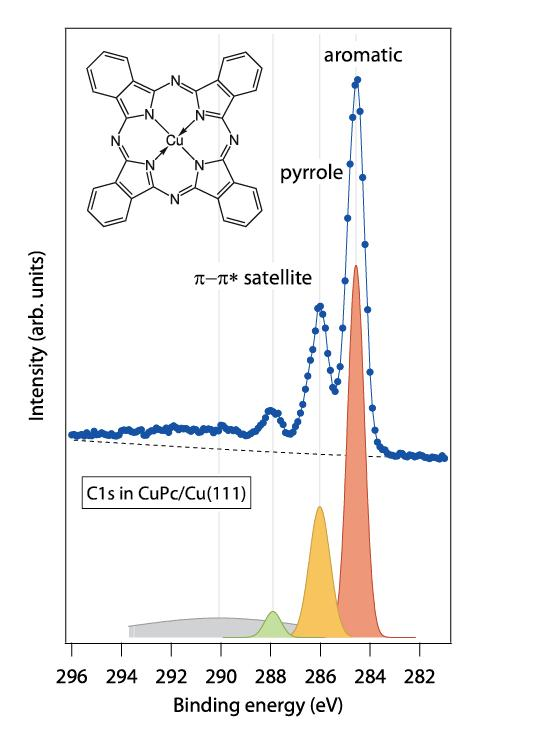 aromatic
N
N
N
N
Cu
N
N
N
N
pyrrole
π–π* satellite
Intensity (arb. units)
C1s in CuPc/Cu(111)
296 294 292 290 288 286 284 282
Binding energy (eV)